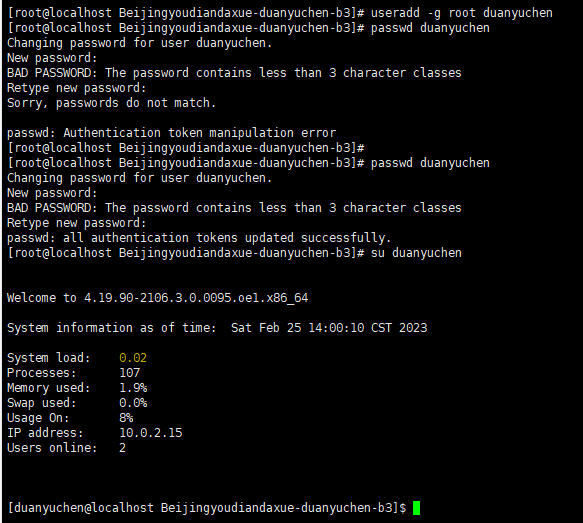 [root@localhost Beijingyoudiandaxue-duanyuchen-b3]# useradd -g root duanyuchen
[root@localhost Beijingyoudiandaxue-duanyuchen-b3]# passwd duanyuchen
Changing password for user duanyuchen.
New password:
BAD PASSWORD: The password contains less than 3 character classes
Retype new password:
Sorry, passwords do not match.
passwd: Authentication token manipulation error
[root@localhost Beijingyoudiandaxue-duanyuchen-b3]#
[root@localhost Beijingyoudiandaxue-duanyuchen-b3]# passwd duanyuchen
Changing password for user duanyuchen.
New password:
BAD PASSWORD: The password contains less than 3 character classes
Retype new password:
passwd: all authentication tokens updated successfully.
[root@localhost Beijingyoudiandaxue-duanyuchen-b3]# su duanyuchen
Welcome to 4.19.90-2106.3.0.0095.oe1.x86_64
System information as of time:  Sat Feb 25 14:00:10 CST 2023
System load:    0.02
Processes:      107
Memory used:    1.9%
Swap used:      0.0%
Usage On:       8%
IP address:     10.0.2.15
Users online:   2
[duanyuchen@localhost Beijingyoudiandaxue-duanyuchen-b3]$